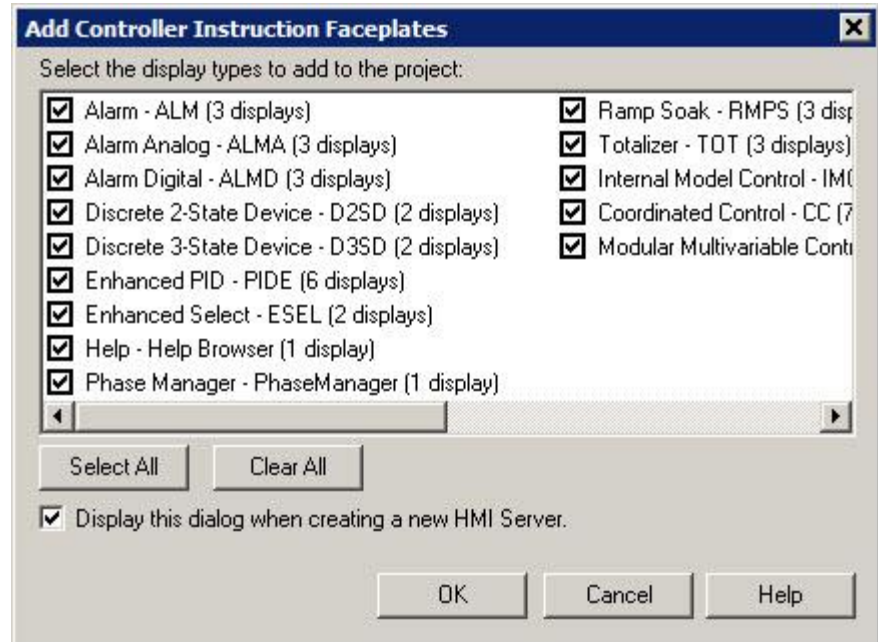 Add Controller Instruction Faceplates
Select the display types to add to the project:
Alarm - ALM (3 displays)
Alarm Analog - ALMA (3 displays)
Alarm Digital - ALMD (3 displays)
Discrete 2-State Device - D2SD (2 displays)
Discrete 3-State Device - D3SD (2 displays)
Enhanced PID - PIDE (6 displays)
Enhanced Select - ESEL (2 displays)
Help - Help Browser (1 display)
Phase Manager - PhaseManager (1 display)
Ramp Soak - RMPS (3 disp
Totalizer - TOT (3 displays)
Internal Model Control - IM
Coordinated Control - CC (7
Modular Multivariable Cont
Select All
Clear All
Display this dialog when creating a new HMI Server.
OK
Cancel
Help